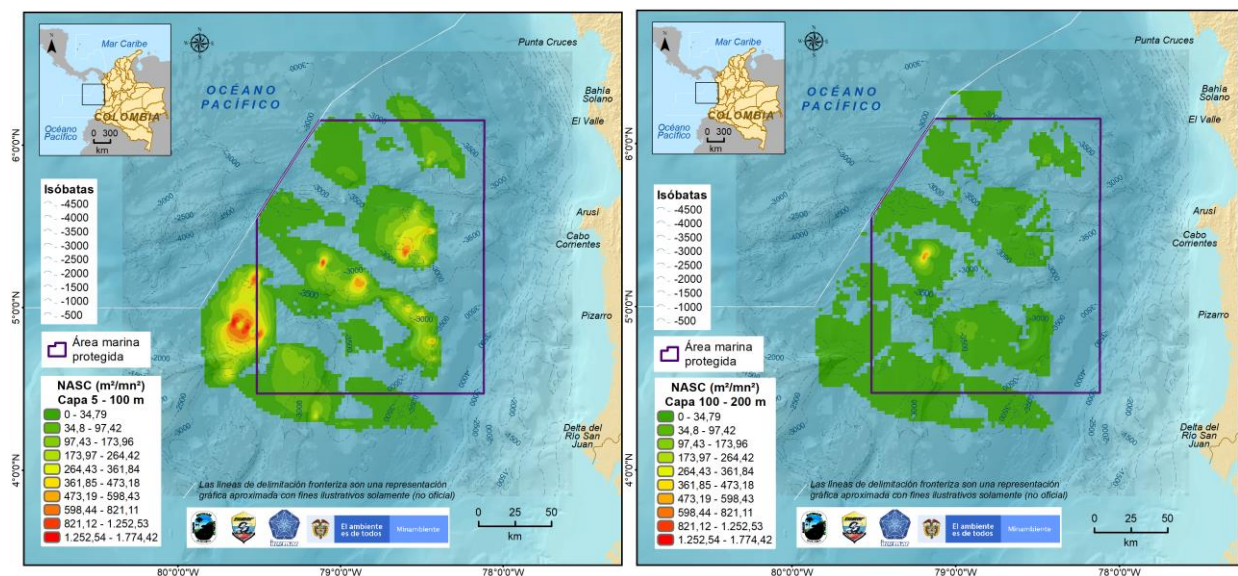 Mar Caribe
COLOMBIA
Océano
Pacífico
0 300
km
OCÉANO
PACÍFICO
Punta Cruces
Bahía
Solano
El Valle
Arusí
Cabo
Corrientes
Pizarro
Delta del
Río San
Juan
6°0'0"N
5°0'0"N
4°0'0"N
Isóbatas
-4500
-4000
-3500
-3000
-2500
-2000
-1500
-1000
-500
Área marina
protegida
NASC (m²/mn²)
Capa 5 - 100 m
0 - 34,79
34,8 - 97,42
97,43 - 173,96
173,97 - 264,42
264,43 - 361,84
361,85 - 473,18
473,19 - 598,43
598,44 - 821,11
821,12 - 1.252,53
1.252,54 - 1.774,42
Las líneas de delimitación fronteriza son una representación
gráfica aproximada con fines ilustrativos solamente (no oficial)
El ambiente
es de todos
Minambiente
0 25 50
km
80°0'0"W 79°0'0"W 78°0'0"W
Mar Caribe
COLOMBIA
Océano
Pacífico
0 300
km
OCÉANO
PACÍFICO
Punta Cruces
Bahía
Solano
El Valle
Arusí
Cabo
Corrientes
Pizarro
Delta del
Río San
Juan
6°0'0"N
5°0'0"N
4°0'0"N
Isóbatas
-4500
-4000
-3500
-3000
-2500
-2000
-1500
-1000
-500
Área marina
protegida
NASC (m²/mn²)
Capa 100 - 200 m
0 - 34,79
34,8 - 97,42
97,43 - 173,96
173,97 - 264,42
264,43 - 361,84
361,85 - 473,18
473,19 - 598,43
598,44 - 821,11
821,12 - 1.252,53
1.252,54 - 1.774,42
Las líneas de delimitación fronteriza son una representación
gráfica aproximada con fines ilustrativos solamente (no oficial)
El ambiente
es de todos
Minambiente
0 25 50
km
80°0'0"W 79°0'0"W 78°0'0"W